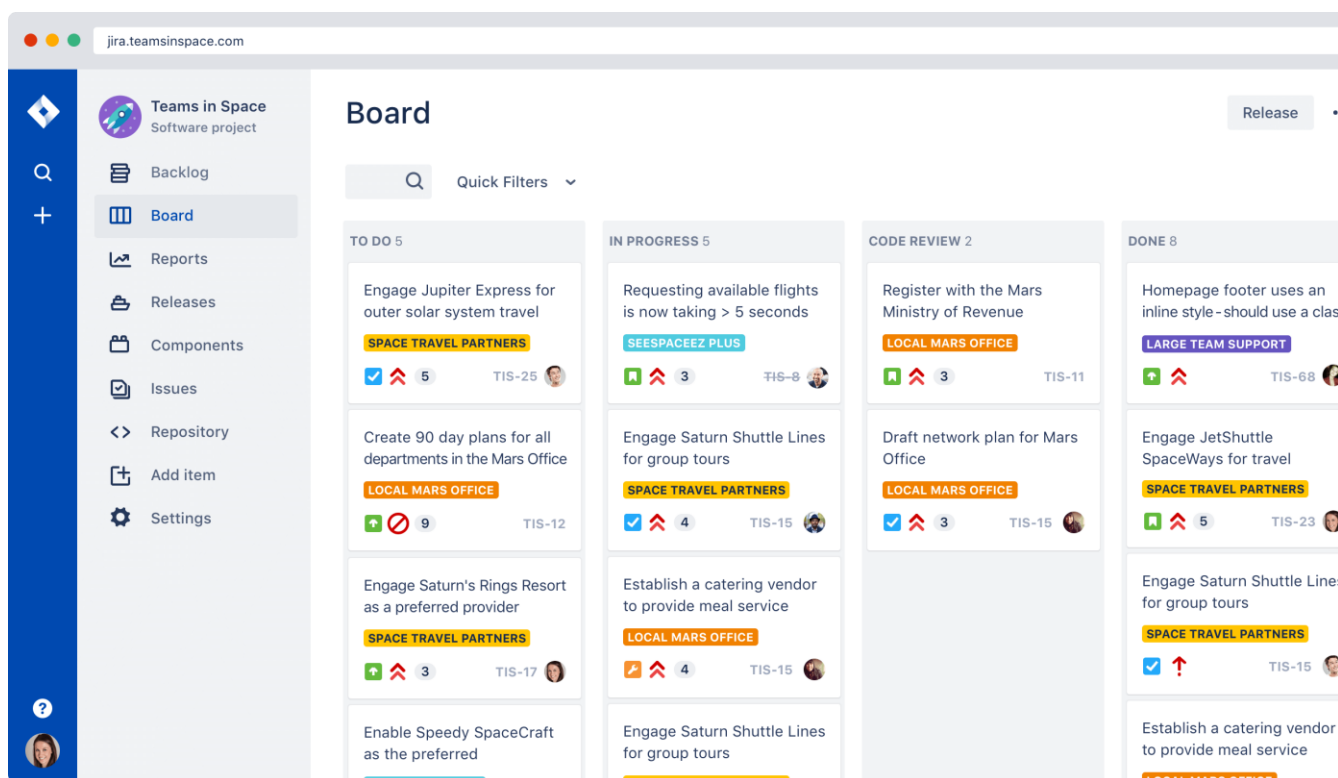 jira.teamsinspace.com
Teams in Space
Software project
Backlog
Board
Reports
Releases
Components
Issues
Repository
Add item
Settings
?
Board
Release
Quick Filters
TO DO 5
Engage Jupiter Express for
outer solar system travel
SPACE TRAVEL PARTNERS
5 TIS-25
Create 90 day plans for all
departments in the Mars Office
LOCAL MARS OFFICE
9 TIS-12
Engage Saturn's Rings Resort
as a preferred provider
SPACE TRAVEL PARTNERS
3 TIS-17
Enable Speedy SpaceCraft
as the preferred
IN PROGRESS 5
Requesting available flights
is now taking > 5 seconds
SEESPACEEZ PLUS
3 TIS-8
Engage Saturn Shuttle Lines
for group tours
SPACE TRAVEL PARTNERS
4 TIS-15
Establish a catering vendor
to provide meal service
LOCAL MARS OFFICE
4 TIS-15
Engage Saturn Shuttle Lines
for group tours
CODE REVIEW 2
Register with the Mars
Ministry of Revenue
LOCAL MARS OFFICE
3 TIS-11
Draft network plan for Mars
Office
LOCAL MARS OFFICE
3 TIS-15
DONE 8
Homepage footer uses an
inline style - should use a clas
LARGE TEAM SUPPORT
TIS-68
Engage JetShuttle
SpaceWays for travel
SPACE TRAVEL PARTNERS
5 TIS-23
Engage Saturn Shuttle Lines
for group tours
SPACE TRAVEL PARTNERS
TIS-15
Establish a catering vendor
to provide meal service
LOCAL MARS OFFICE